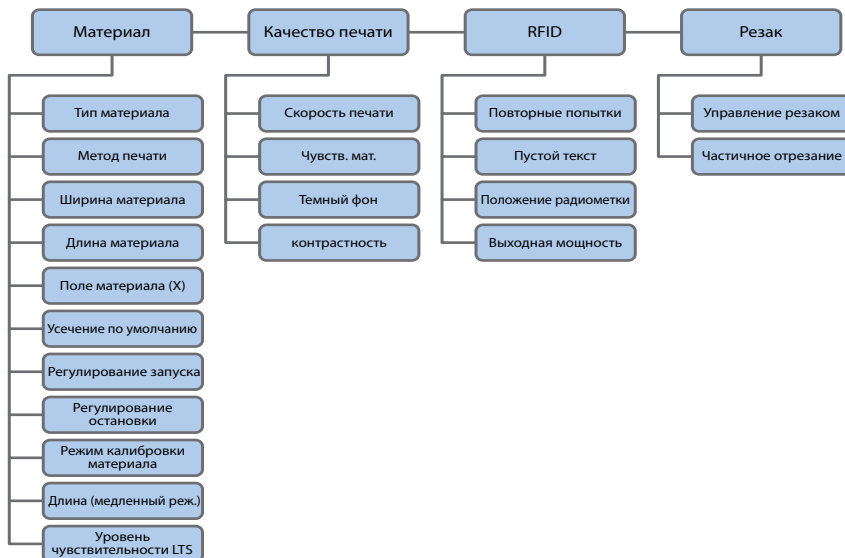 Материал
Качество печати
RFID
Резак
Тип материала
Метод печати
Ширина материала
Длина материала
Поле материала (X)
Усечение по умолчанию
Регулирование запуска
Регулирование
остановки
Режим калибровки
материала
Длина (медленный реж.)
Уровень
чувствительности LTS
Скорость печати
Чувств. мат.
Темный фон
контрастность
Повторные попытки
Пустой текст
Положение радиометки
Выходная мощность
Управление резаком
Частичное отрезание